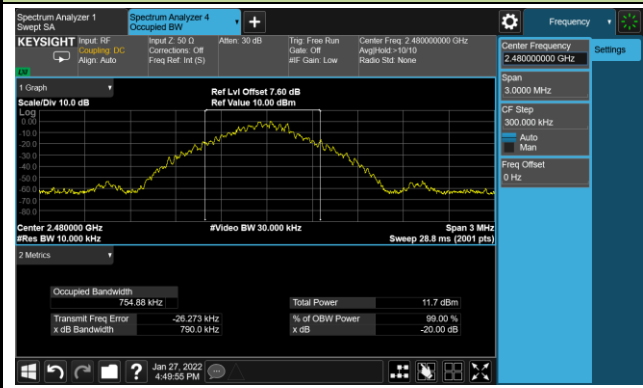 Spectrum Analyzer 1
Swept SA
Spectrum Analyzer 4
Occupied BW
Frequency
KEYSIGHT
Input: RF
Coupling: DC
Align: Auto
Input Z: 50 Ω
Corrections: Off
Freq Ref: Int (S)
Atten: 30 dB
Trig: Free Run
Gate: Off
#IF Gain: Low
Center Freq: 2.480000000 GHz
Avg|Hold:>10/10
Radio Std: None
Center Frequency
2.480000000 GHz
Settings
Span
3.0000 MHz
CF Step
300.000 kHz
Auto
Man
Freq Offset
0 Hz
1 Graph
Scale/Div 10.0 dB
Ref Lvl Offset 7.60 dB
Ref Value 10.00 dBm
Log
0.00
-10.0
-20.0
-30.0
-40.0
-50.0
-60.0
-70.0
-80.0
Center 2.480000 GHz
#Video BW 30.000 kHz
Span 3 MHz
#Res BW 10.000 kHz
Sweep 28.8 ms (2001 pts)
2 Metrics
Occupied Bandwidth
754.88 kHz
Total Power
11.7 dBm
Transmit Freq Error
-26.273 kHz
% of OBW Power
99.00 %
x dB Bandwidth
790.0 kHz
x dB
-20.00 dB
Jan 27, 2022
4:49:55 PM